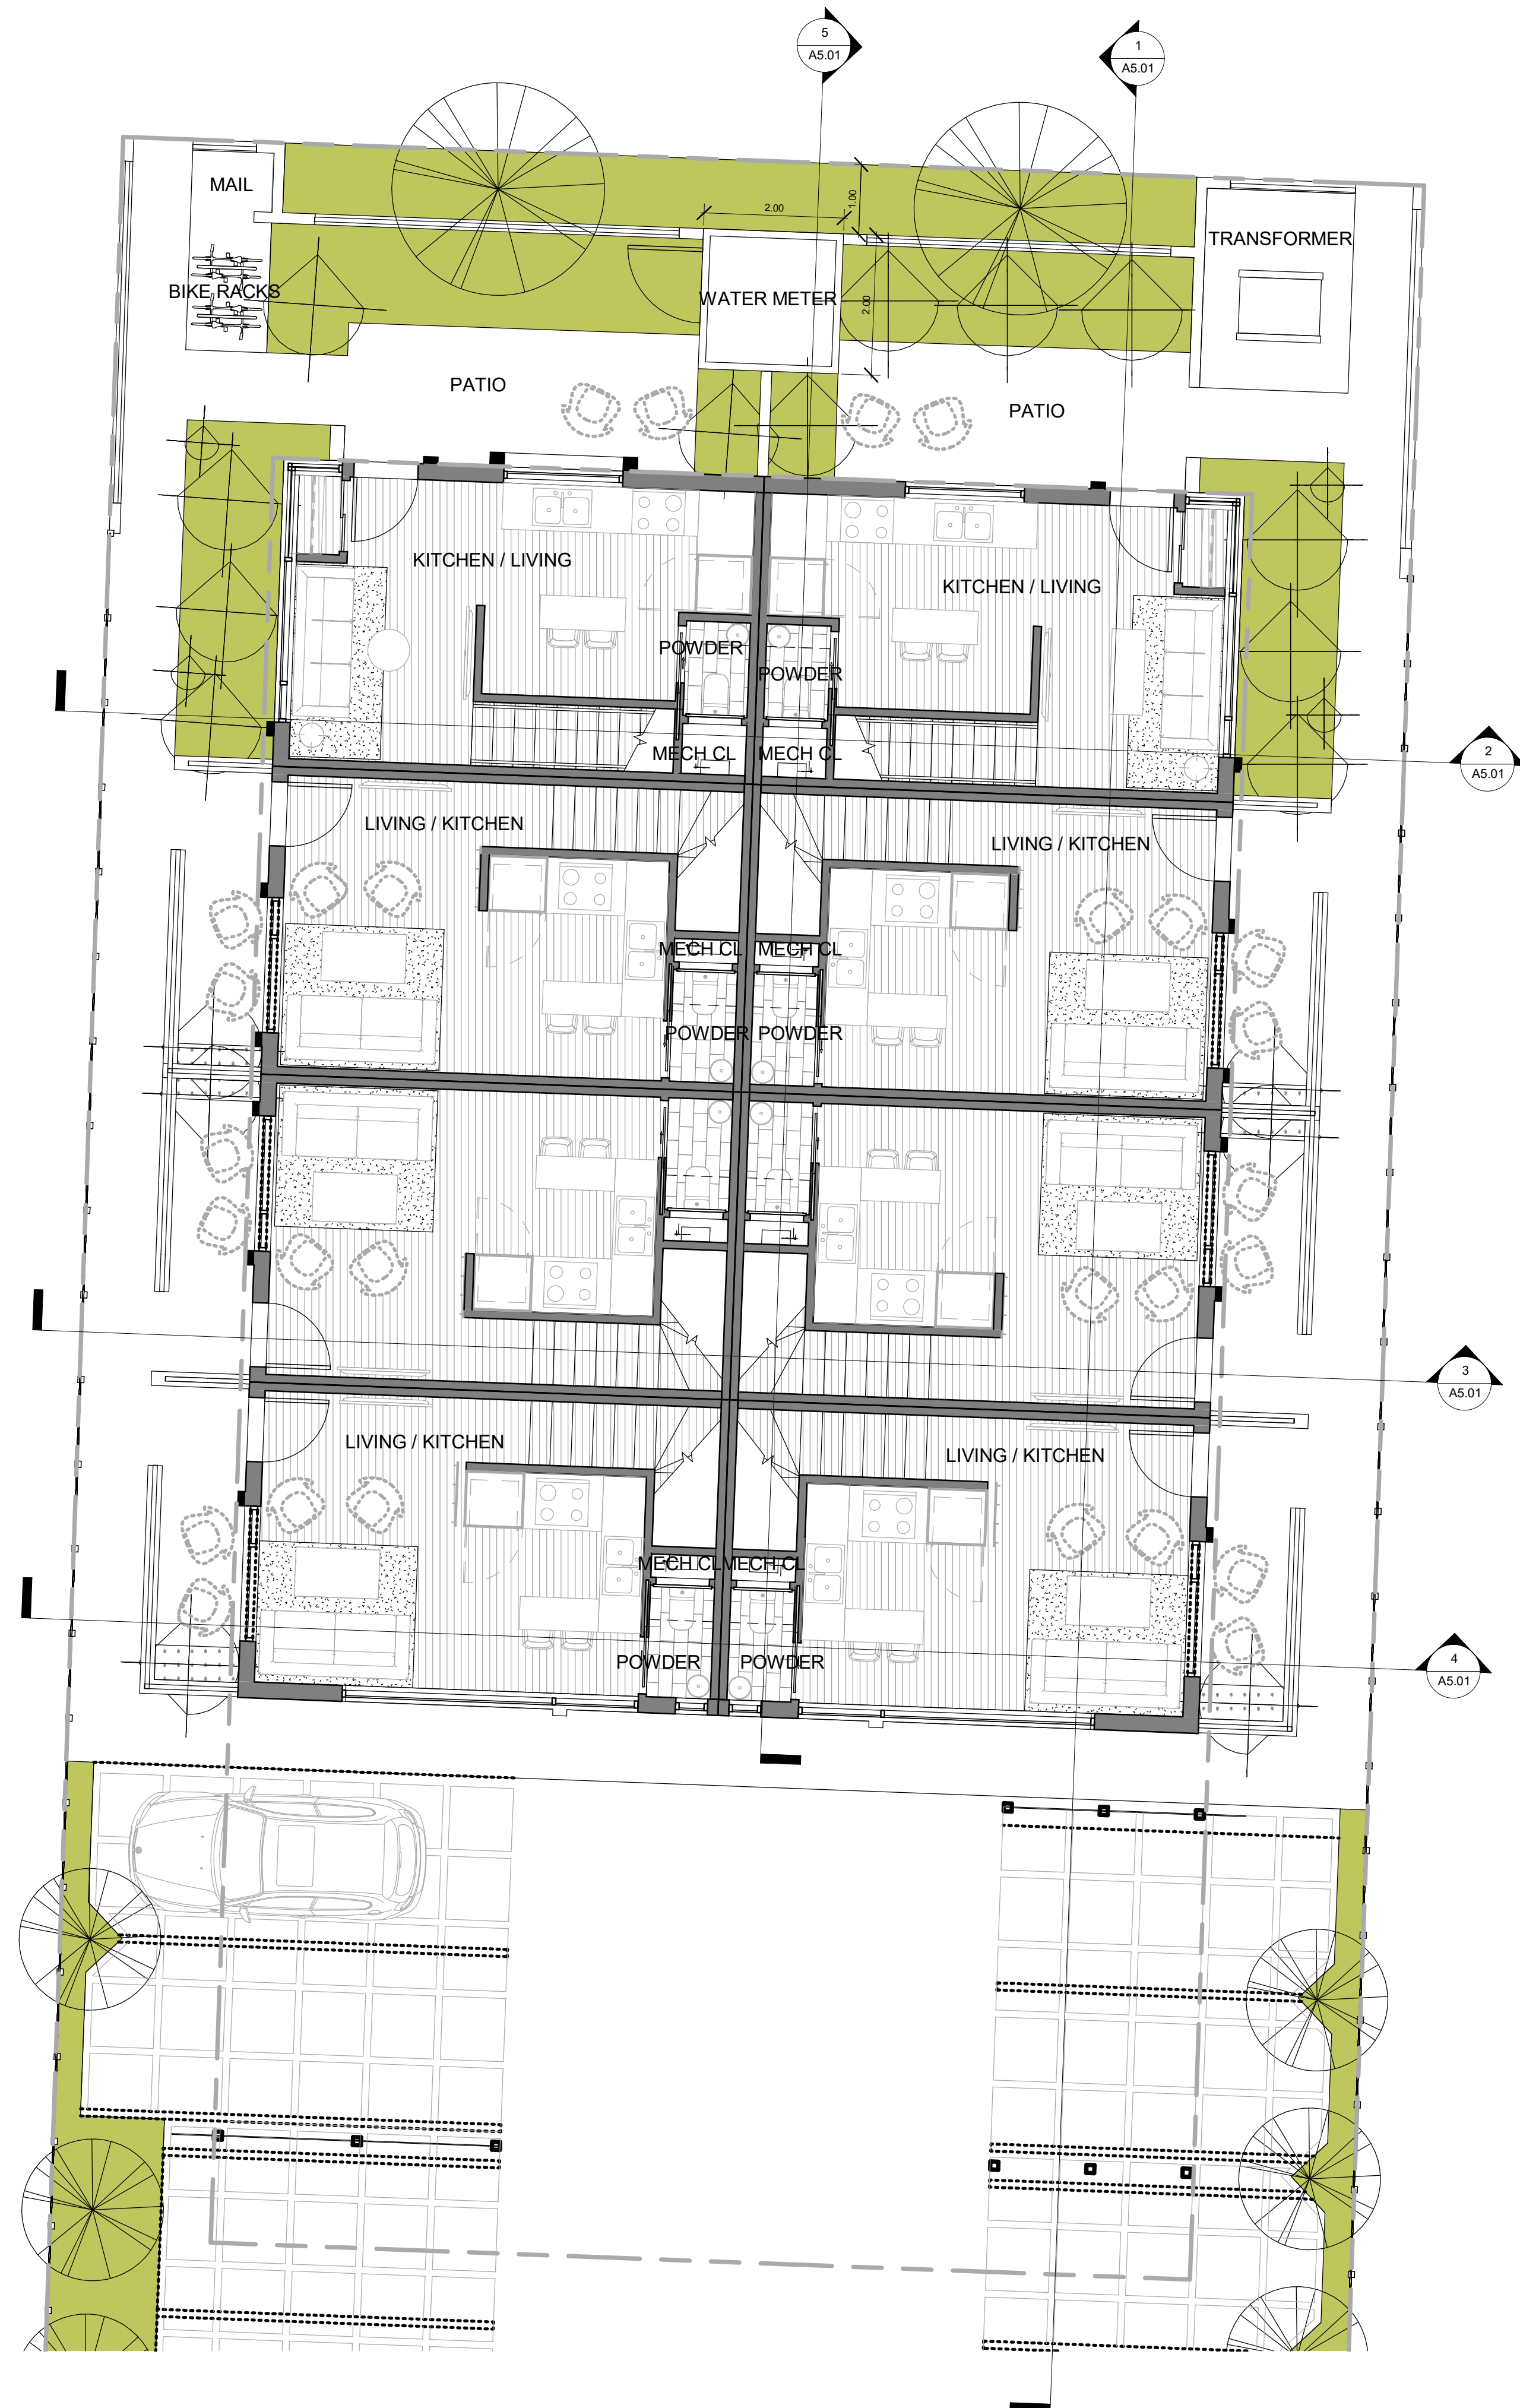 5
A5.01
1
A5.01
MAIL
2.00
1.00
TRANSFORMER
BIKE RACKS
WATER METER
2.00
PATIO
PATIO
KITCHEN / LIVING
KITCHEN / LIVING
POWDER
POWDER
MECH CL
MECH CL
2
A5.01
LIVING / KITCHEN
LIVING / KITCHEN
MECH CL
MECH CL
POWDER
POWDER
3
A5.01
LIVING / KITCHEN
LIVING / KITCHEN
MECH CL
MECH CL
POWDER
POWDER
4
A5.01